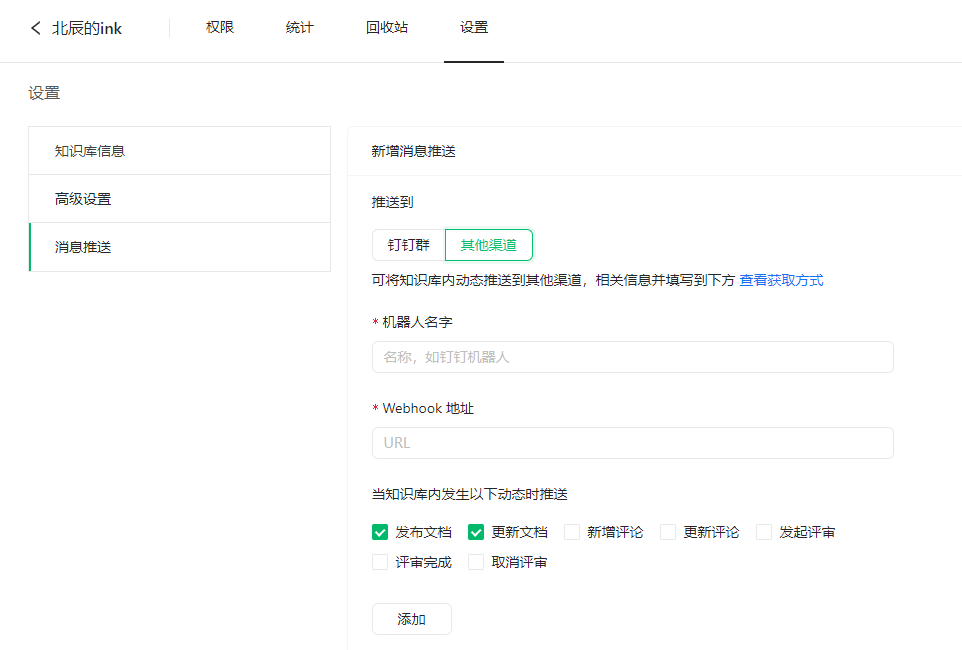 北辰的ink 权限 统计 回收站 设置
设置
知识库信息
高级设置
消息推送
新增消息推送
推送到
钉钉群 其他渠道
可将知识库内动态推送到其他渠道，相关信息并填写到下方 查看获取方式
* 机器人名字
名称，如钉钉机器人
* Webhook 地址
URL
当知识库内发生以下动态时推送
发布文档 更新文档 新增评论 更新评论 发起评审
评审完成 取消评审
添加